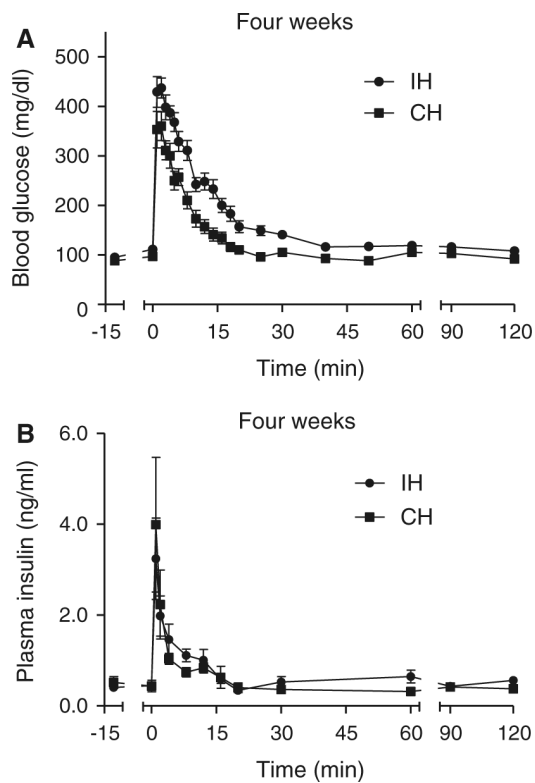 A
Four weeks
Blood glucose (mg/dl)
500
400
300
200
100
0
IH
CH
-15 0 15 30 45 60 90 120
Time (min)
B
Four weeks
Plasma insulin (ng/ml)
6.0
4.0
2.0
0.0
IH
CH
-15 0 15 30 45 60 90 120
Time (min)